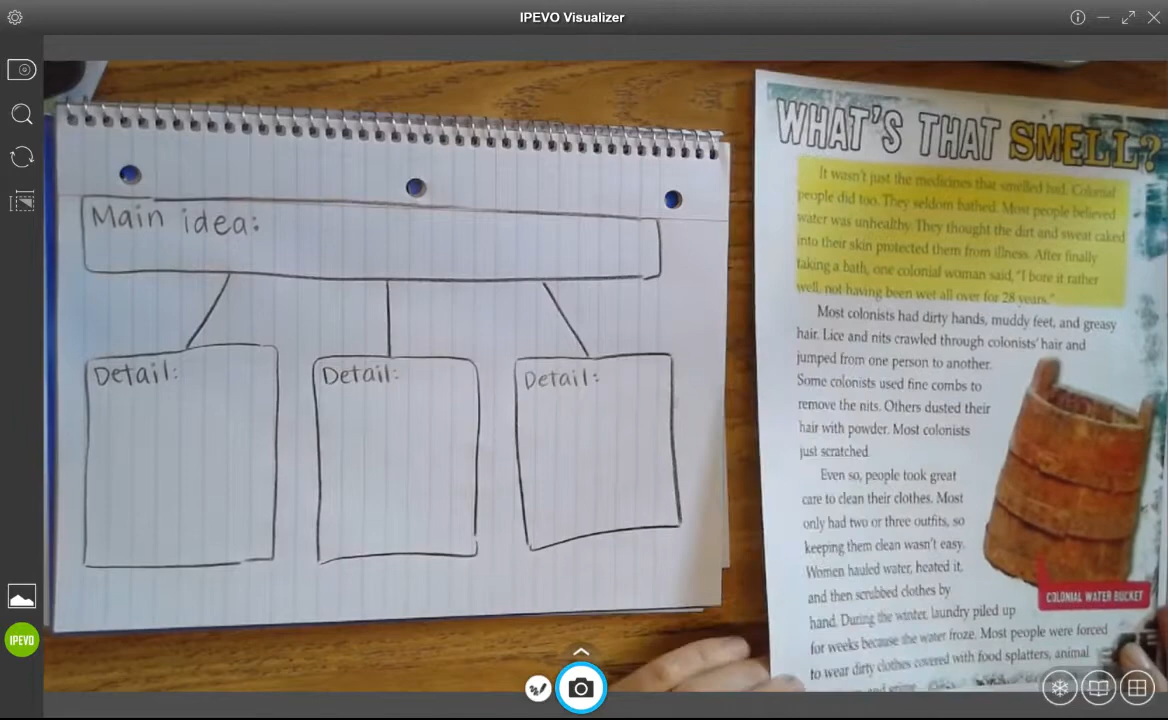 IPEVO Visualizer
Main idea:
Detail:
Detail:
Detail:
WHAT'S THAT SMELL?
It wasn't just the medicines that smelled bad. Colonial
people did too. They seldom bathed. Most people believed
water was unhealthy. They thought the dirt and sweat caked
into their skin protected them from illness. After finally
taking a bath, one colonial woman said, "I bore it rather
well, not having been wet all over for 28 years."
Most colonists had dirty hands, muddy feet, and greasy
hair. Lice and nits crawled through colonists' hair and
jumped from one person to another.
Some colonists used fine combs to
remove the nits. Others dusted their
hair with powder. Most colonists
just scratched.
Even so, people took great
care to clean their clothes. Most
only had two or three outfits, so
keeping them clean wasn't easy.
Women hauled water, heated it,
and then scrubbed clothes by
hand. During the winter, laundry piled up
for weeks because the water froze. Most people were forced
to wear dirty clothes covered with food splatters, animal
COLONIAL WATER BUCKET
IPEVO